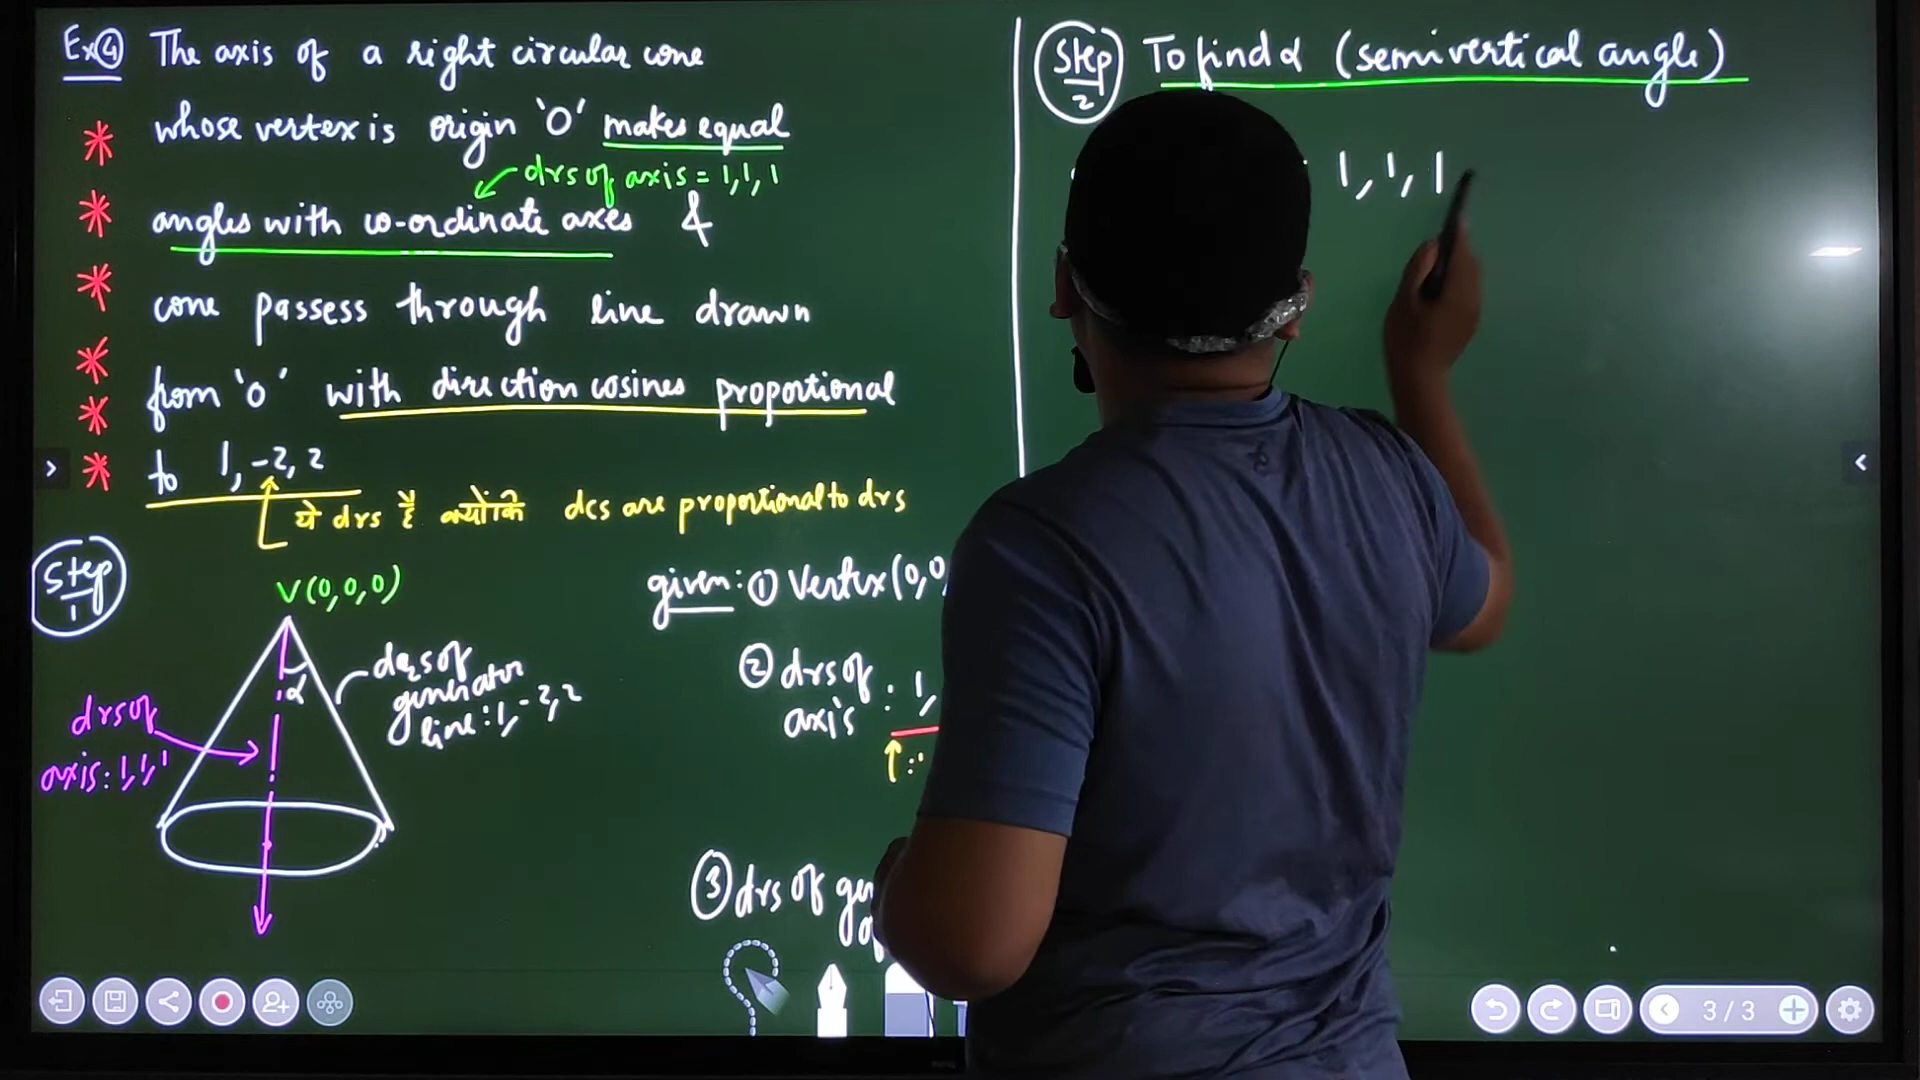 Ex④ The axis of a right circular cone
whose vertex is origin 'O' makes equal
drs of axis = 1, 1, 1
angles with co-ordinate axes &
cone passess through line drawn
from 'O' with direction cosines proportional
to 1, -2, 2
ये drs है क्योंकि dcs are proportional to drs
Step
1
V(0, 0, 0)
α
drs of
generator
line : 1, -2, 2
drs of
axis : 1, 1, 1
given : ① Vertex (0, 0
② drs of
axis : 1,
∵
③ drs of
Step
2
To find α (semivertical angle)
1, 1, 1
3 / 3